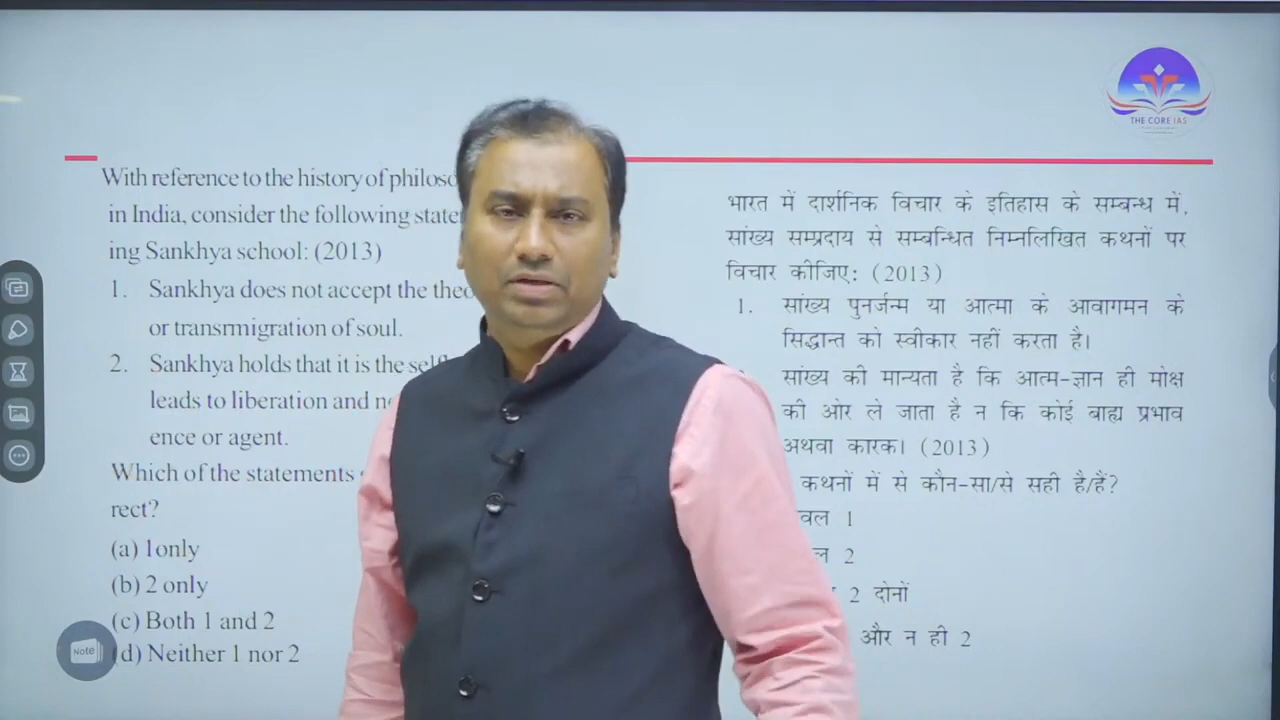 THE CORE IAS
With reference to the history of
in India, consider the following
ing Sankhya school: (2013)
1. Sankhya does not accept the
or transrmigration of soul.
2. Sankhya holds that it is the
leads to liberation and
ence or agent.
Which of the statements
rect?
(a) 1only
(b) 2 only
(c) Both 1 and 2
(d) Neither 1 nor 2
Note
भारत में दार्शनिक विचार के इतिहास के सम्बन्ध में,
सांख्य सम्प्रदाय से सम्बन्धित निम्नलिखित कथनों पर
विचार कीजिए: (2013)
1. सांख्य पुनर्जन्म या आत्मा के आवागमन के
सिद्धान्त को स्वीकार नहीं करता है।
सांख्य की मान्यता है कि आत्म-ज्ञान ही मोक्ष
की ओर ले जाता है न कि कोई बाह्य प्रभाव
अथवा कारक। (2013)
कथनों में से कौन-सा/से सही है/हैं?
1
2
2 दोनों
और न ही 2